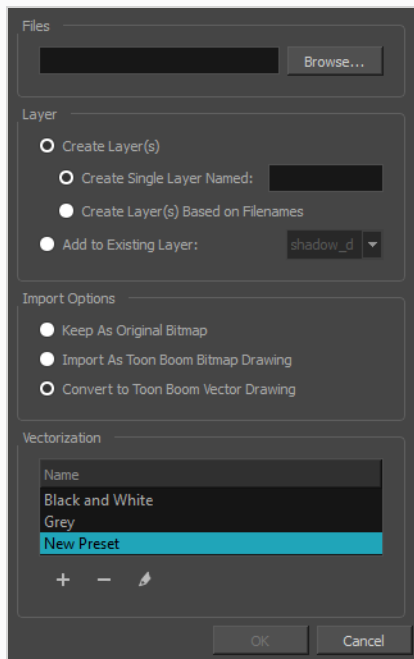 Files
Browse...
Layer
Create Layer(s)
Create Single Layer Named:
Create Layer(s) Based on Filenames
Add to Existing Layer: shadow_d
Import Options
Keep As Original Bitmap
Import As Toon Boom Bitmap Drawing
Convert to Toon Boom Vector Drawing
Vectorization
Name
Black and White
Grey
New Preset
OK Cancel